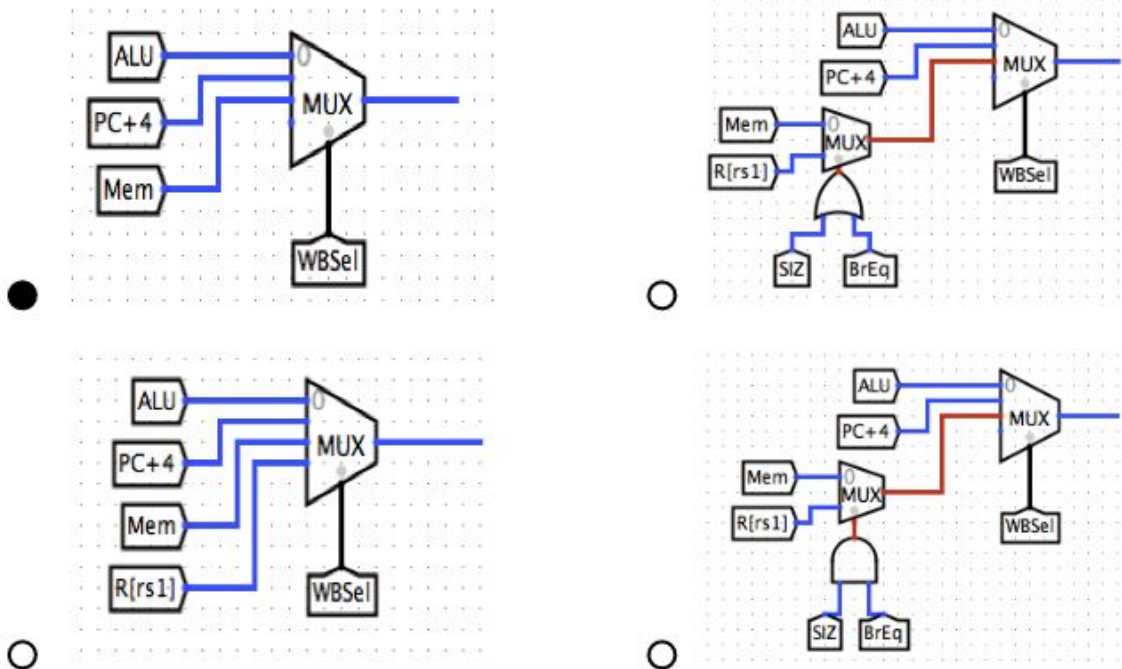 ALU
0
PC+4
MUX
Mem
WBSel
ALU
0
PC+4
MUX
Mem
0
MUX
R[rs1]
WBSel
SIZ
BrEq
ALU
0
PC+4
MUX
Mem
R[rs1]
WBSel
ALU
0
PC+4
MUX
Mem
0
MUX
R[rs1]
WBSel
SIZ
BrEq